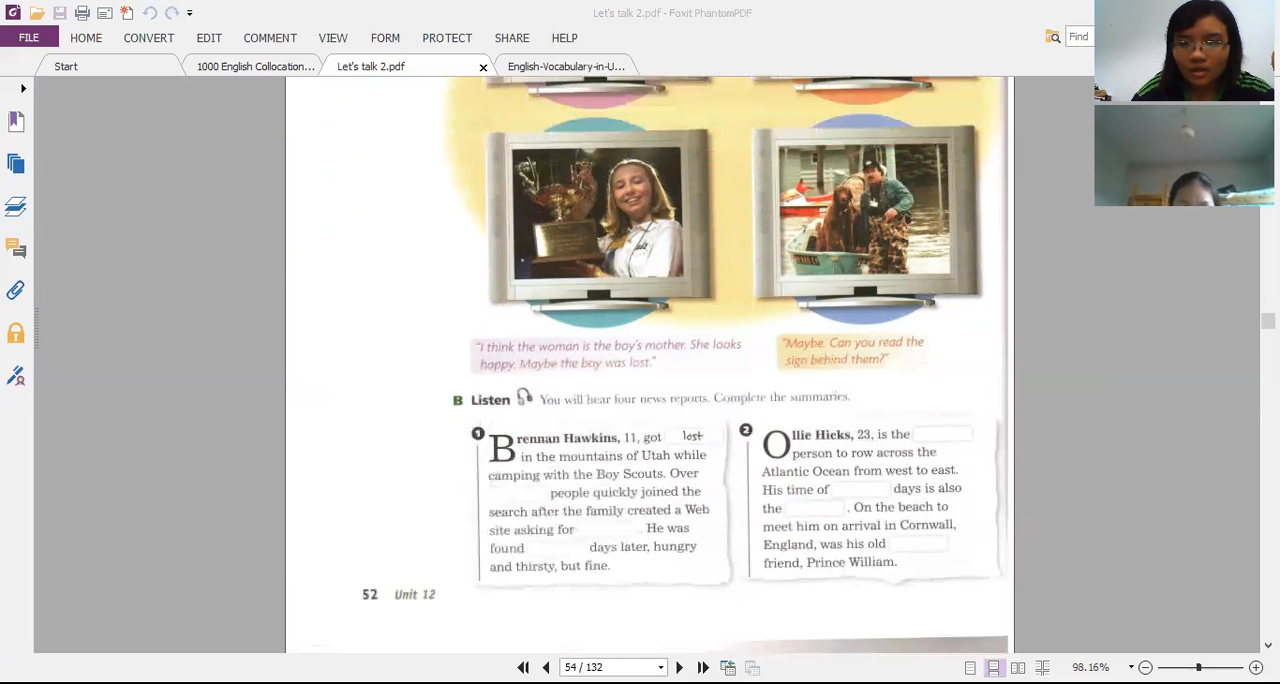 Let's talk 2.pdf - Foxit PhantomPDF
FILE HOME CONVERT EDIT COMMENT VIEW FORM PROTECT SHARE HELP
Find
Start 1000 English Collocation... Let's talk 2.pdf English-Vocabulary-in-U...
"I think the woman is the boy's mother. She looks
happy. Maybe the boy was lost."
"Maybe. Can you read the
sign behind them?"
B Listen You will hear four news reports. Complete the summaries.
1
Brennan Hawkins, 11, got lost
in the mountains of Utah while
camping with the Boy Scouts. Over
people quickly joined the
search after the family created a Web
site asking for . He was
found days later, hungry
and thirsty, but fine.
2
Ollie Hicks, 23, is the
person to row across the
Atlantic Ocean from west to east.
His time of days is also
the . On the beach to
meet him on arrival in Cornwall,
England, was his old
friend, Prince William.
52 Unit 12
54 / 132
98.16%